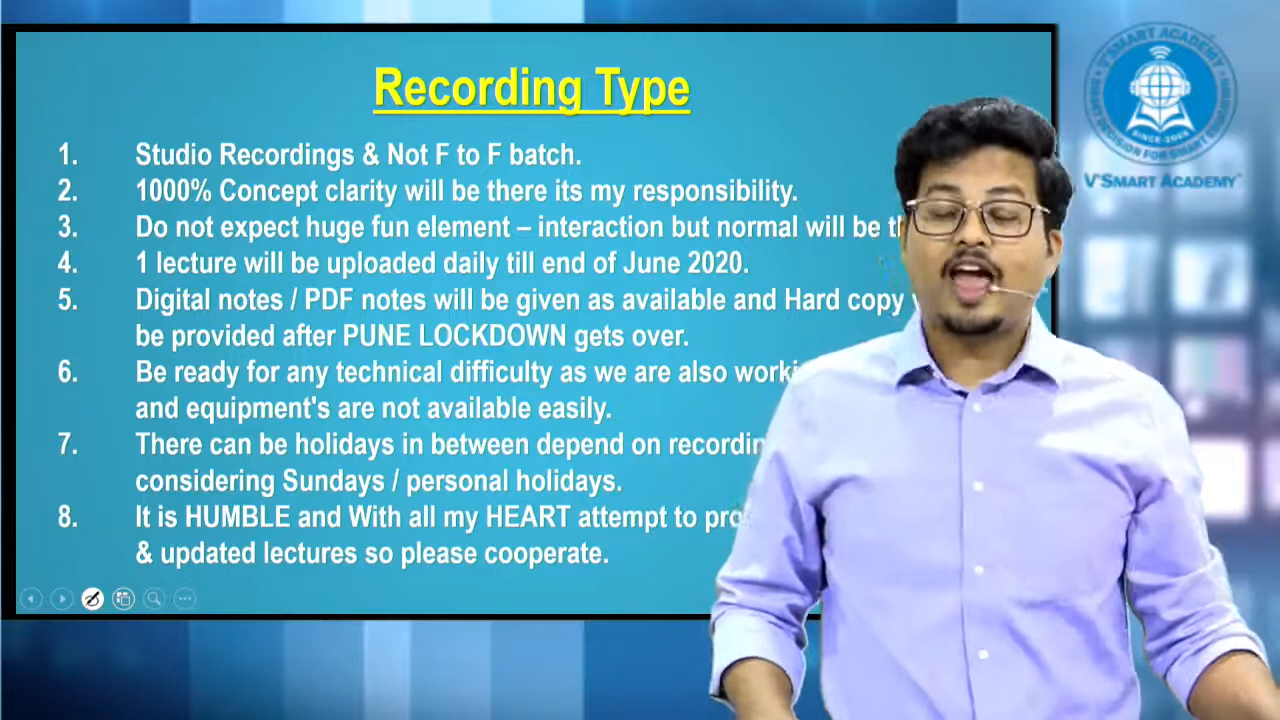 Recording Type
1. Studio Recordings & Not F to F batch.
2. 1000% Concept clarity will be there its my responsibility.
3. Do not expect huge fun element – interaction but normal will be
4. 1 lecture will be uploaded daily till end of June 2020.
5. Digital notes / PDF notes will be given as available and Hard copy
be provided after PUNE LOCKDOWN gets over.
6. Be ready for any technical difficulty as we are also
and equipment's are not available easily.
7. There can be holidays in between depend on
considering Sundays / personal holidays.
8. It is HUMBLE and With all my HEART attempt to
& updated lectures so please cooperate.
V'SMART ACADEMY
SINCE 2003
V'SMART ACADEMY™